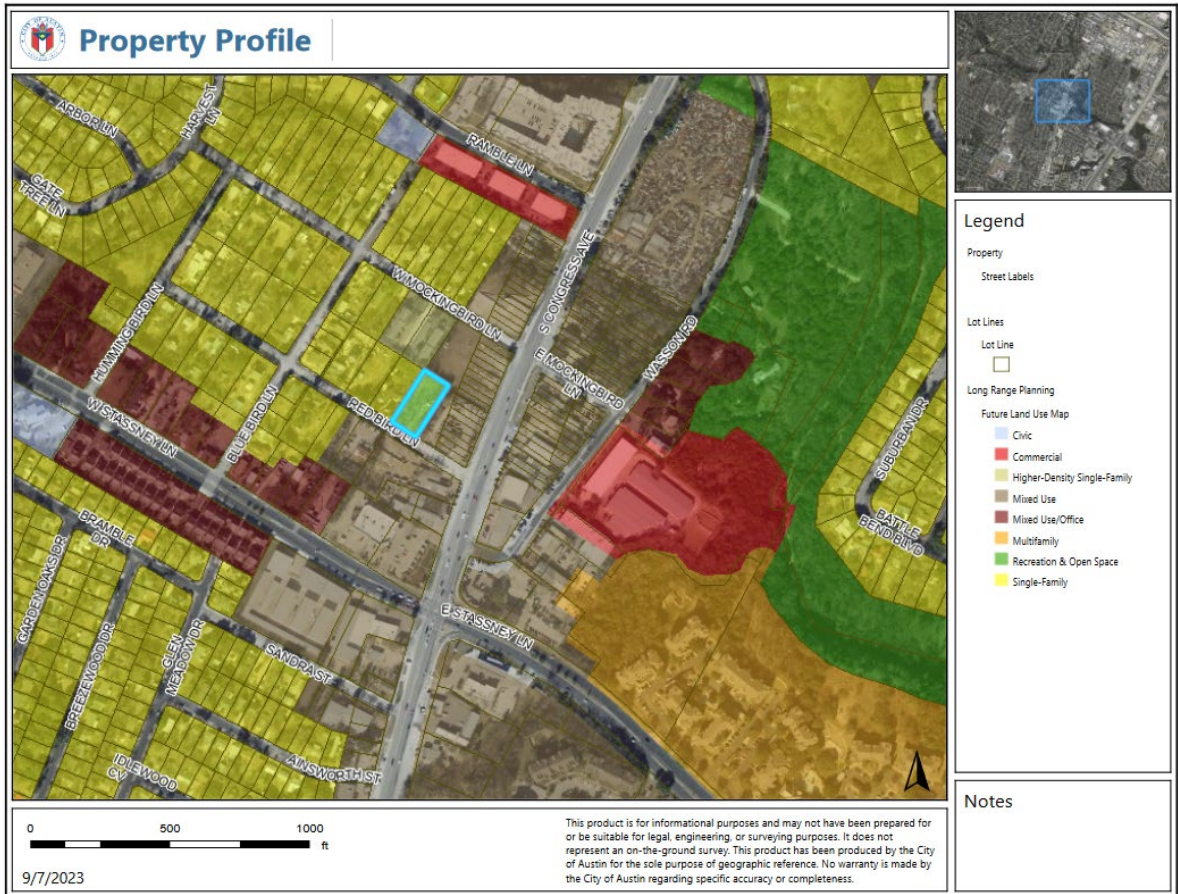 CITY OF AUSTIN
Property Profile
ARBOR LN
HARVEST LN
GATE TREE LN
RAMBLE LN
W MOCKINGBIRD LN
S CONGRESS AVE
HUMMING BIRD LN
E MOCKINGBIRD LN
WASSON RD
RED BIRD LN
BLUE BIRD LN
W STASSNEY LN
SUBURBAN DR
BATTLE BEND BLVD
BRAMBLE DR
GARDEN OAKS DR
BREEZEWOOD DR
GLEN MEADOW DR
SANDRA ST
E STASSNEY LN
IDLEWOOD CV
AINSWORTH ST
Legend
Property
Street Labels
Lot Lines
Lot Line
Long Range Planning
Future Land Use Map
Civic
Commercial
Higher-Density Single-Family
Mixed Use
Mixed Use/Office
Multifamily
Recreation & Open Space
Single-Family
Notes
0 500 1000
ft
9/7/2023
This product is for informational purposes and may not have been prepared for
or be suitable for legal, engineering, or surveying purposes. It does not
represent an on-the-ground survey. This product has been produced by the City
of Austin for the sole purpose of geographic reference. No warranty is made by
the City of Austin regarding specific accuracy or completeness.